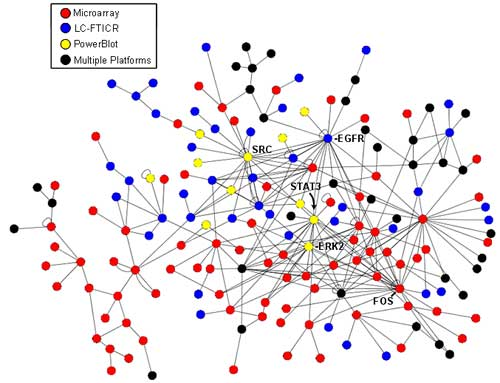 Microarray
LC-FTICR
PowerBlot
Multiple Platforms
SRC
EGFR
STAT3
ERK2
FOS